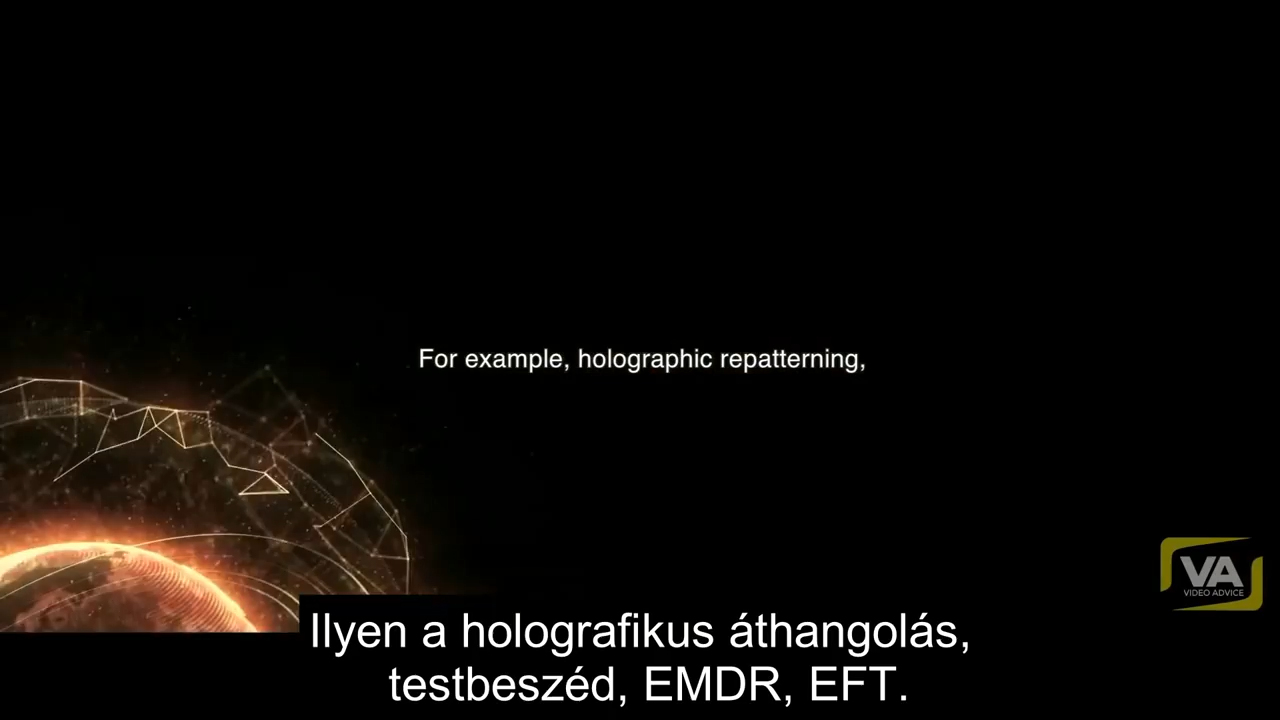 For example, holographic repatterning,
VA
VIDEO ADVICE
Ilyen a holografikus áthangolás,
testbeszéd, EMDR, EFT.